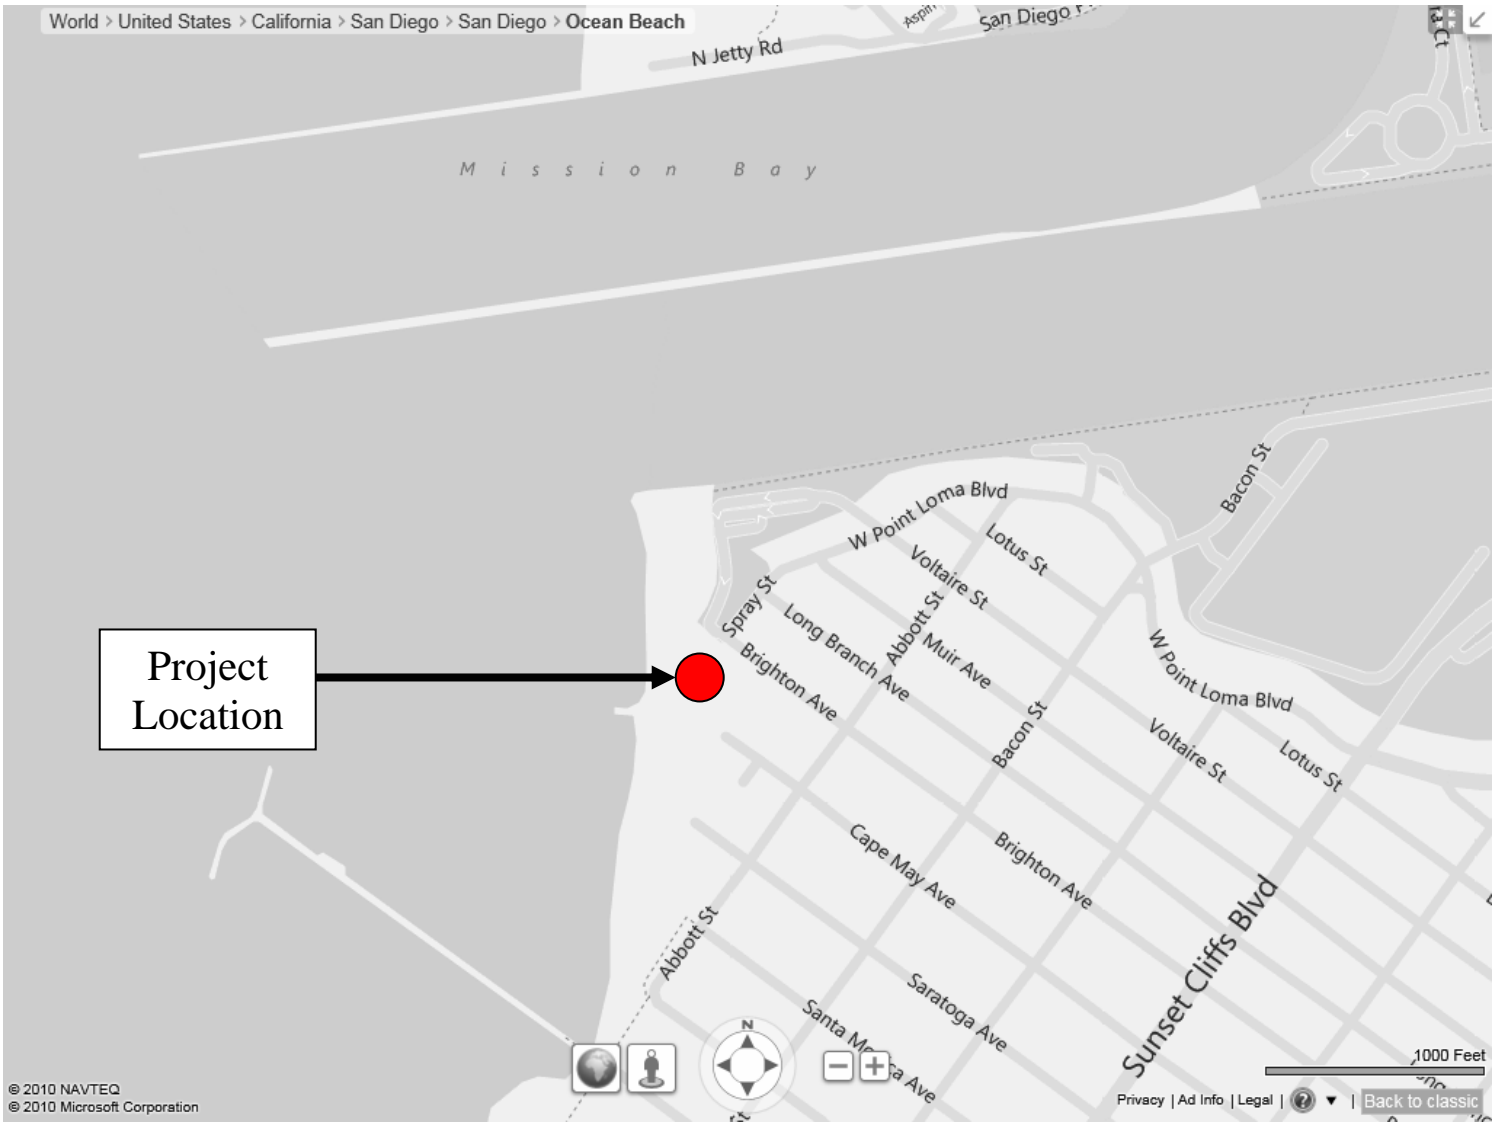 World > United States > California > San Diego > San Diego > Ocean Beach
N Jetty Rd
San Diego
Mission Bay
Bacon St
W Point Loma Blvd
Lotus St
Voltaire St
Spray St
Abbott St
Long Branch Ave
Muir Ave
Brighton Ave
W Point Loma Blvd
Project
Location
Bacon St
Voltaire St
Lotus St
Cape May Ave
Brighton Ave
Sunset Cliffs Blvd
Abbott St
Saratoga Ave
Santa Monica Ave
N
1000 Feet
© 2010 NAVTEQ
© 2010 Microsoft Corporation
Privacy | Ad Info | Legal | ? ▼ | Back to classic